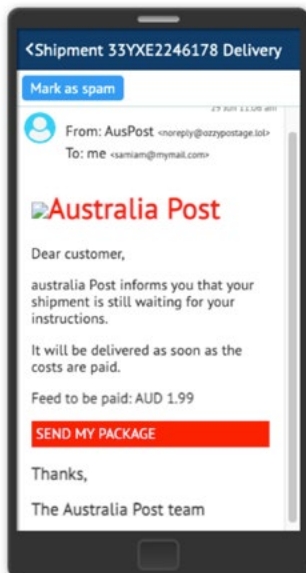 <Shipment 33YXE2246178 Delivery
Mark as spam
29 Jun 11:06 am
From: AusPost <noreply@ozzypostage.lol>
To: me <samiam@mymail.com>
Australia Post
Dear customer,
australia Post informs you that your
shipment is still waiting for your
instructions.
It will be delivered as soon as the
costs are paid.
Feed to be paid: AUD 1.99
SEND MY PACKAGE
Thanks,
The Australia Post team